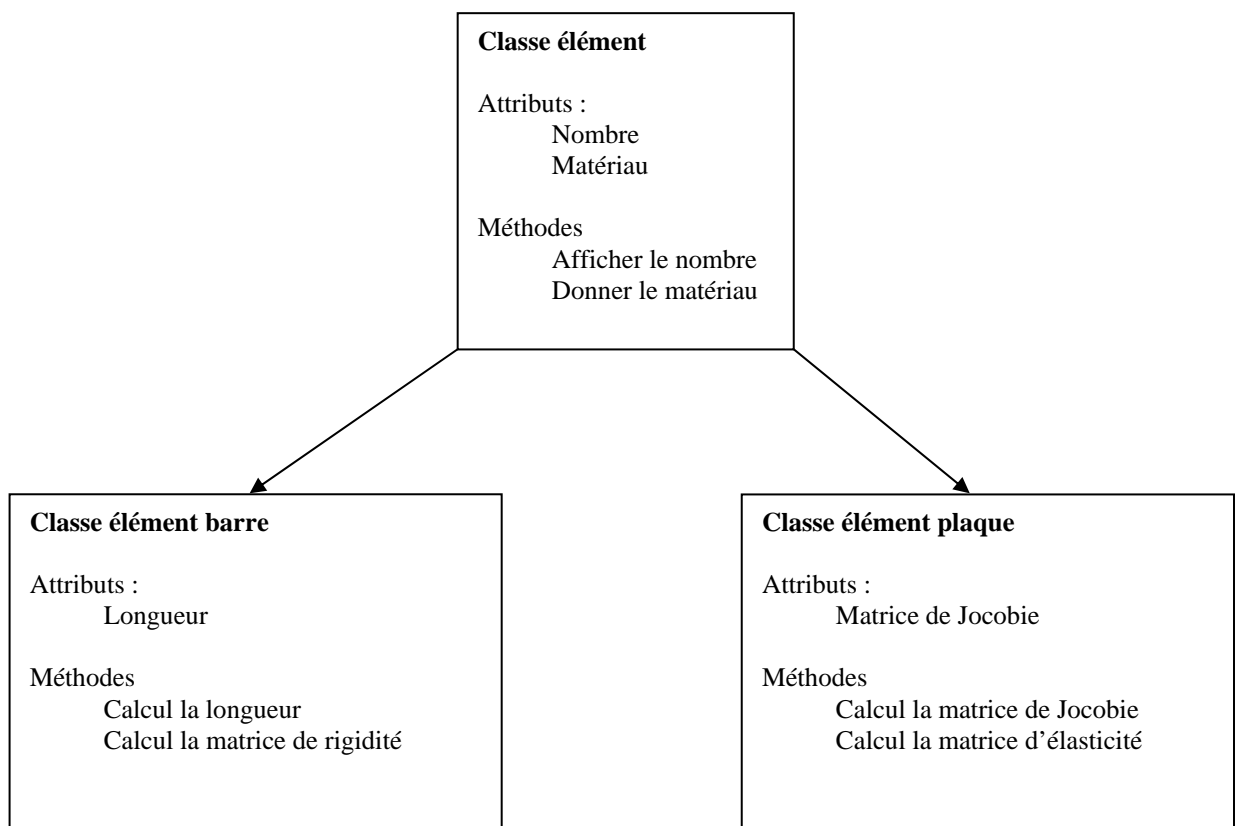 Classe élément
Attributs :
Nombre
Matériau
Méthodes
Afficher le nombre
Donner le matériau
Classe élément barre
Attributs :
Longueur
Méthodes
Calcul la longueur
Calcul la matrice de rigidité
Classe élément plaque
Attributs :
Matrice de Jocobie
Méthodes
Calcul la matrice de Jocobie
Calcul la matrice d’élasticité